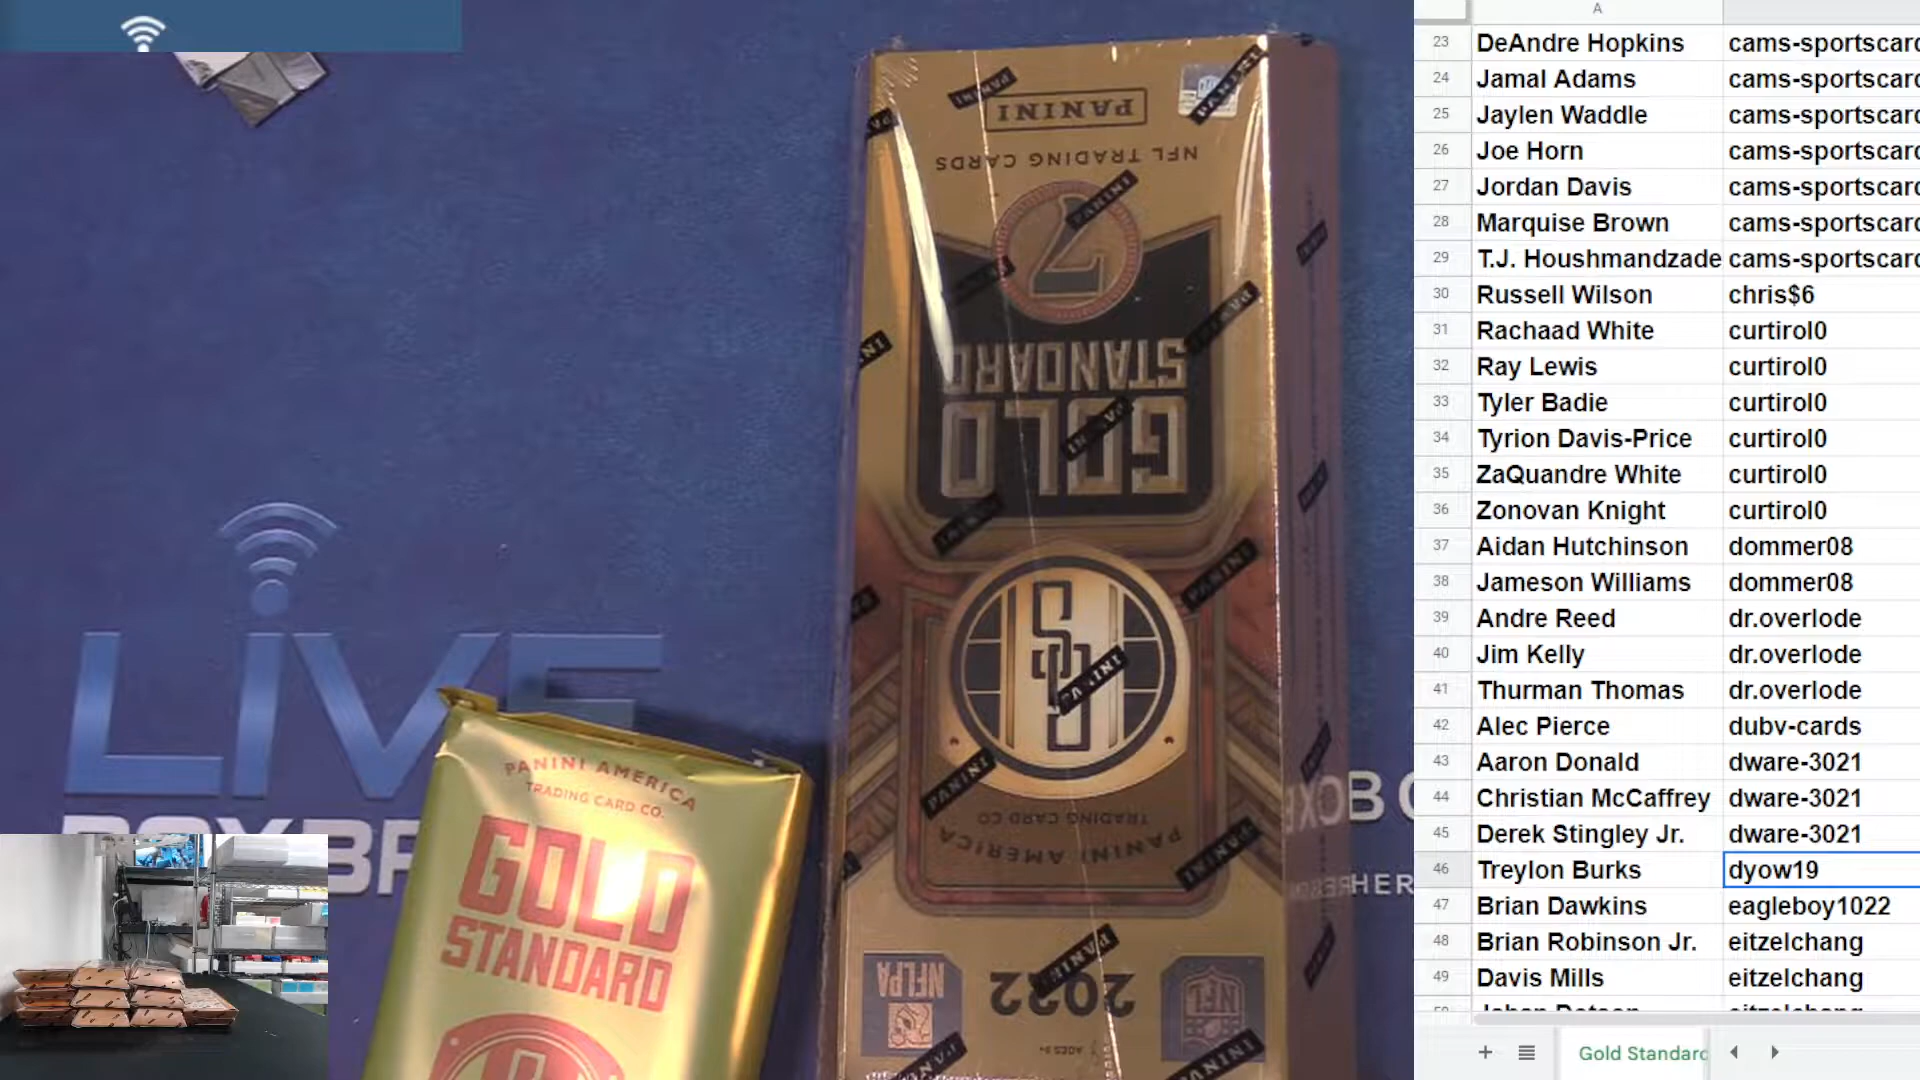 PANINI
NFL TRADING CARDS
7
GOLD
STANDARD
PANINI AMERICA
TRADING CARD CO
NFLPA
2022
NFL
LIVE
PANINI AMERICA
TRADING CARD CO.
GOLD
STANDARD
A
23 DeAndre Hopkins cams-sportscard
24 Jamal Adams cams-sportscard
25 Jaylen Waddle cams-sportscard
26 Joe Horn cams-sportscard
27 Jordan Davis cams-sportscard
28 Marquise Brown cams-sportscard
29 T.J. Houshmandzade cams-sportscard
30 Russell Wilson chris$6
31 Rachaad White curtirol0
32 Ray Lewis curtirol0
33 Tyler Badie curtirol0
34 Tyrion Davis-Price curtirol0
35 ZaQuandre White curtirol0
36 Zonovan Knight curtirol0
37 Aidan Hutchinson dommer08
38 Jameson Williams dommer08
39 Andre Reed dr.overlode
40 Jim Kelly dr.overlode
41 Thurman Thomas dr.overlode
42 Alec Pierce dubv-cards
43 Aaron Donald dware-3021
44 Christian McCaffrey dware-3021
45 Derek Stingley Jr. dware-3021
46 Treylon Burks dyow19
47 Brian Dawkins eagleboy1022
48 Brian Robinson Jr. eitzelchang
49 Davis Mills eitzelchang
Gold Standard